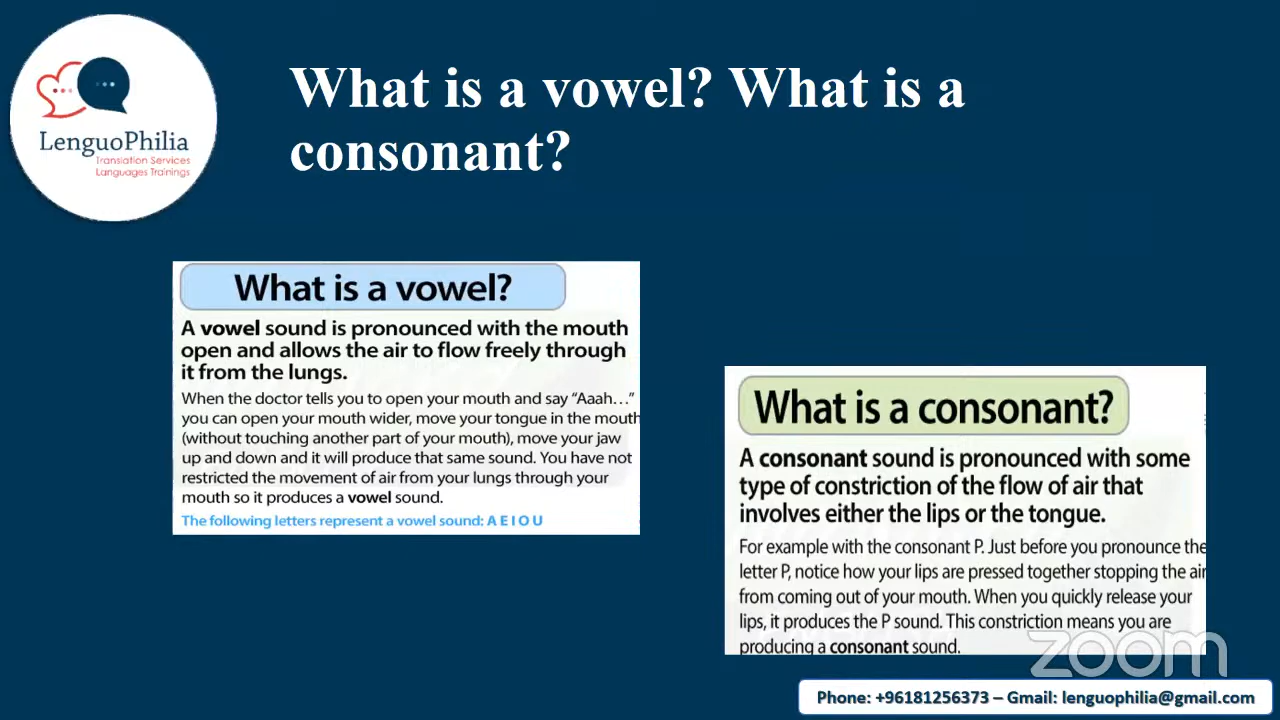 LenguoPhilia
Translation Services
Languages Trainings
What is a vowel? What is a
consonant?
What is a vowel?
A vowel sound is pronounced with the mouth
open and allows the air to flow freely through
it from the lungs.
When the doctor tells you to open your mouth and say “Aaah…”
you can open your mouth wider, move your tongue in the mouth
(without touching another part of your mouth), move your jaw
up and down and it will produce that same sound. You have not
restricted the movement of air from your lungs through your
mouth so it produces a vowel sound.
The following letters represent a vowel sound: A E I O U
What is a consonant?
A consonant sound is pronounced with some
type of constriction of the flow of air that
involves either the lips or the tongue.
For example with the consonant P. Just before you pronounce the
letter P, notice how your lips are pressed together stopping the air
from coming out of your mouth. When you quickly release your
lips, it produces the P sound. This constriction means you are
producing a consonant sound.
zoom
Phone: +96181256373 – Gmail: lenguophilia@gmail.com